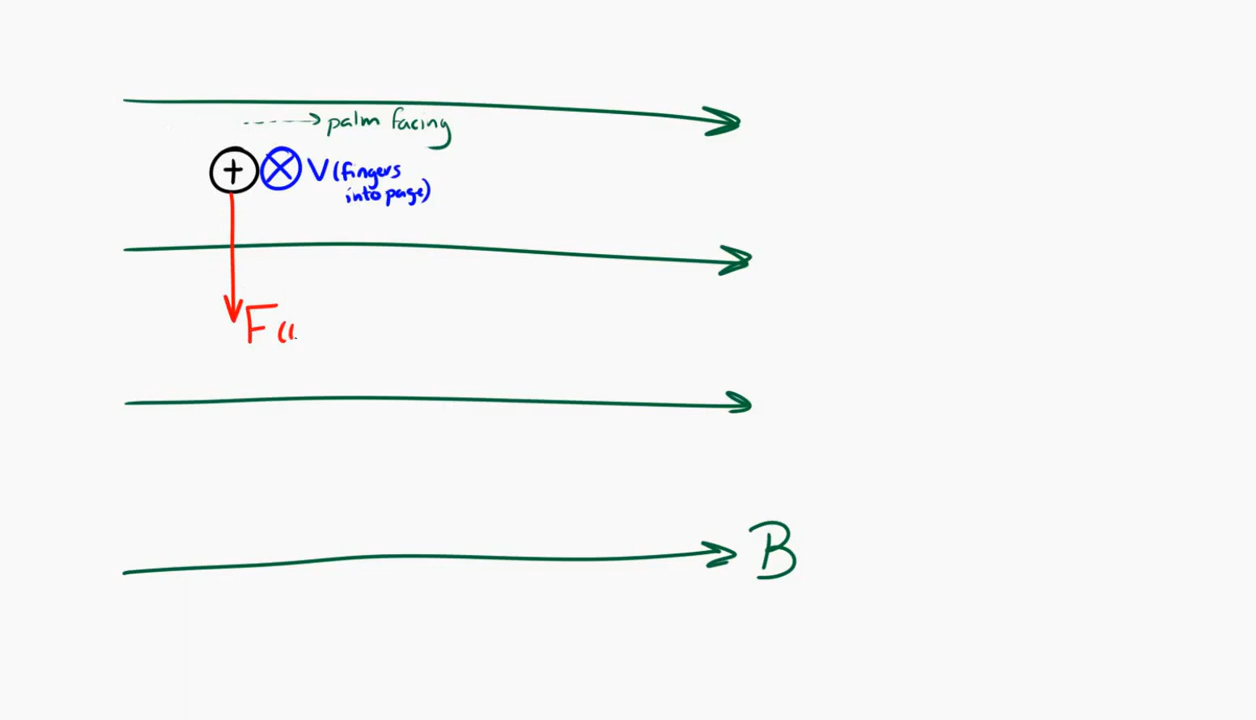 palm facing
+
V (fingers
into page)
F (
B